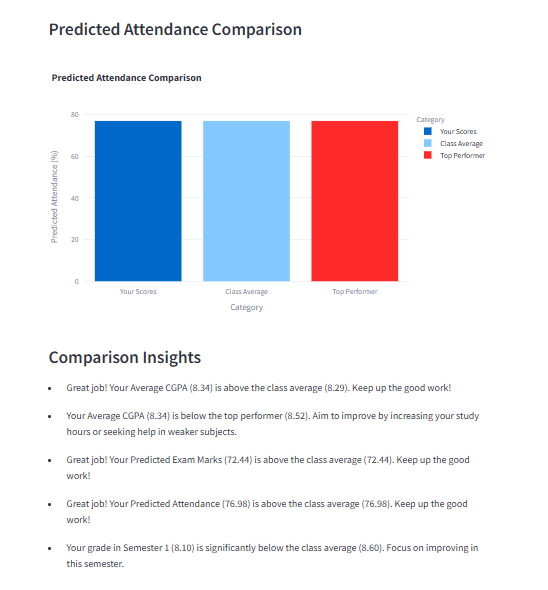 Predicted Attendance Comparison
Predicted Attendance Comparison
80
60
40
20
0
Predicted Attendance (%)
Your Scores
Class Average
Top Performer
Category
Category
Your Scores
Class Average
Top Performer
Comparison Insights
• Great job! Your Average CGPA (8.34) is above the class average (8.29). Keep up the good work!
• Your Average CGPA (8.34) is below the top performer (8.52). Aim to improve by increasing your study
hours or seeking help in weaker subjects.
• Great job! Your Predicted Exam Marks (72.44) is above the class average (72.44). Keep up the good
work!
• Great job! Your Predicted Attendance (76.98) is above the class average (76.98). Keep up the good
work!
• Your grade in Semester 1 (8.10) is significantly below the class average (8.60). Focus on improving in
this semester.